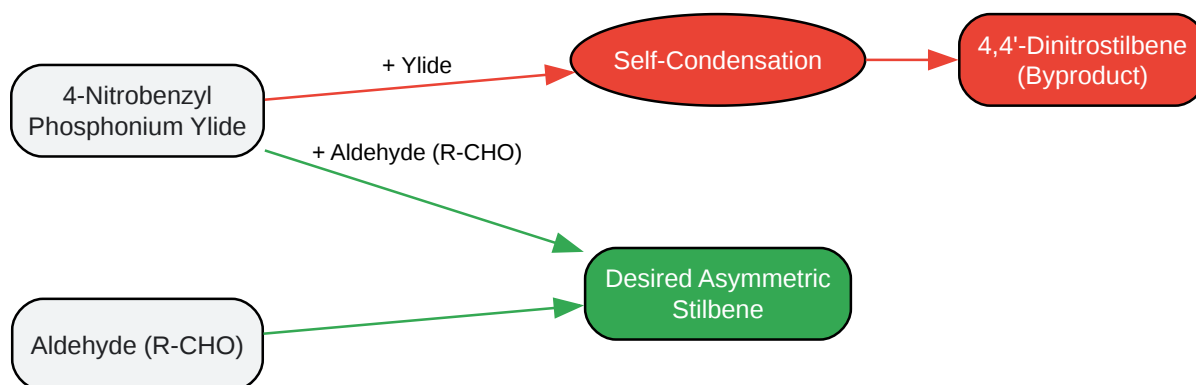 4-Nitrobenzyl
Phosphonium Ylide
+ Ylide
Self-Condensation
4,4'-Dinitrostilbene
(Byproduct)
+ Aldehyde (R-CHO)
Desired Asymmetric
Stilbene
Aldehyde (R-CHO)